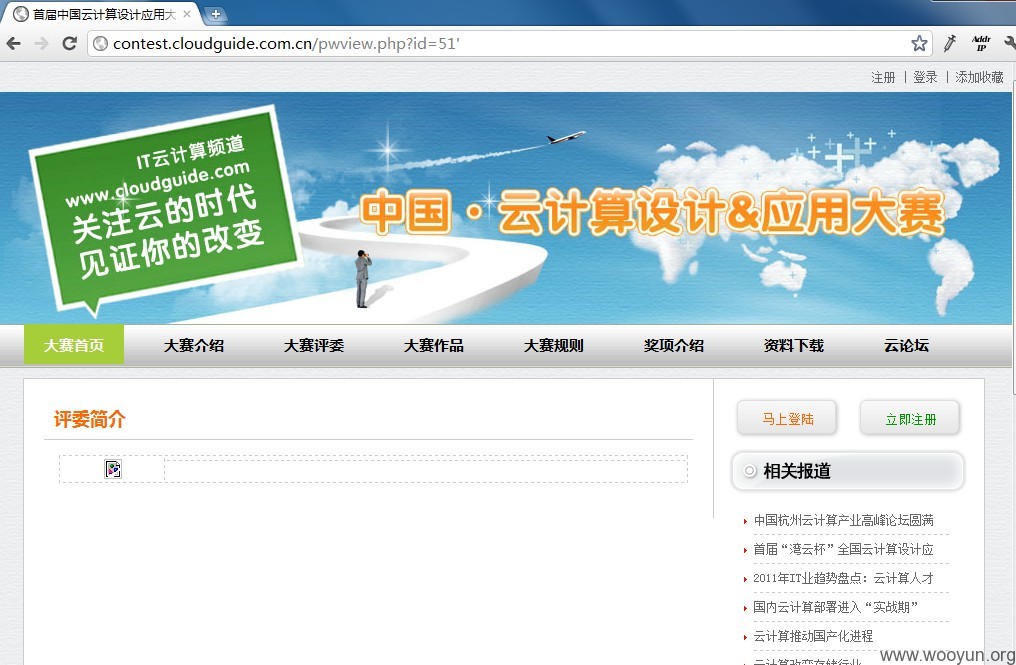 首届中国云计算设计应用大
contest.cloudguide.com.cn/pwview.php?id=51'
Addr
IP
注册 | 登录 | 添加收藏
IT云计算频道
www.cloudguide.com
关注云的时代
见证你的改变
中国·云计算设计&应用大赛
大赛首页 大赛介绍 大赛评委 大赛作品 大赛规则 奖项介绍 资料下载 云论坛
评委简介
马上登陆 立即注册
相关报道
中国杭州云计算产业高峰论坛圆满
首届“湾云杯”全国云计算设计应
2011年IT业趋势盘点：云计算人才
国内云计算部署进入“实战期”
云计算推动国产化进程
云计算改变存储行业
www.wooyun.org